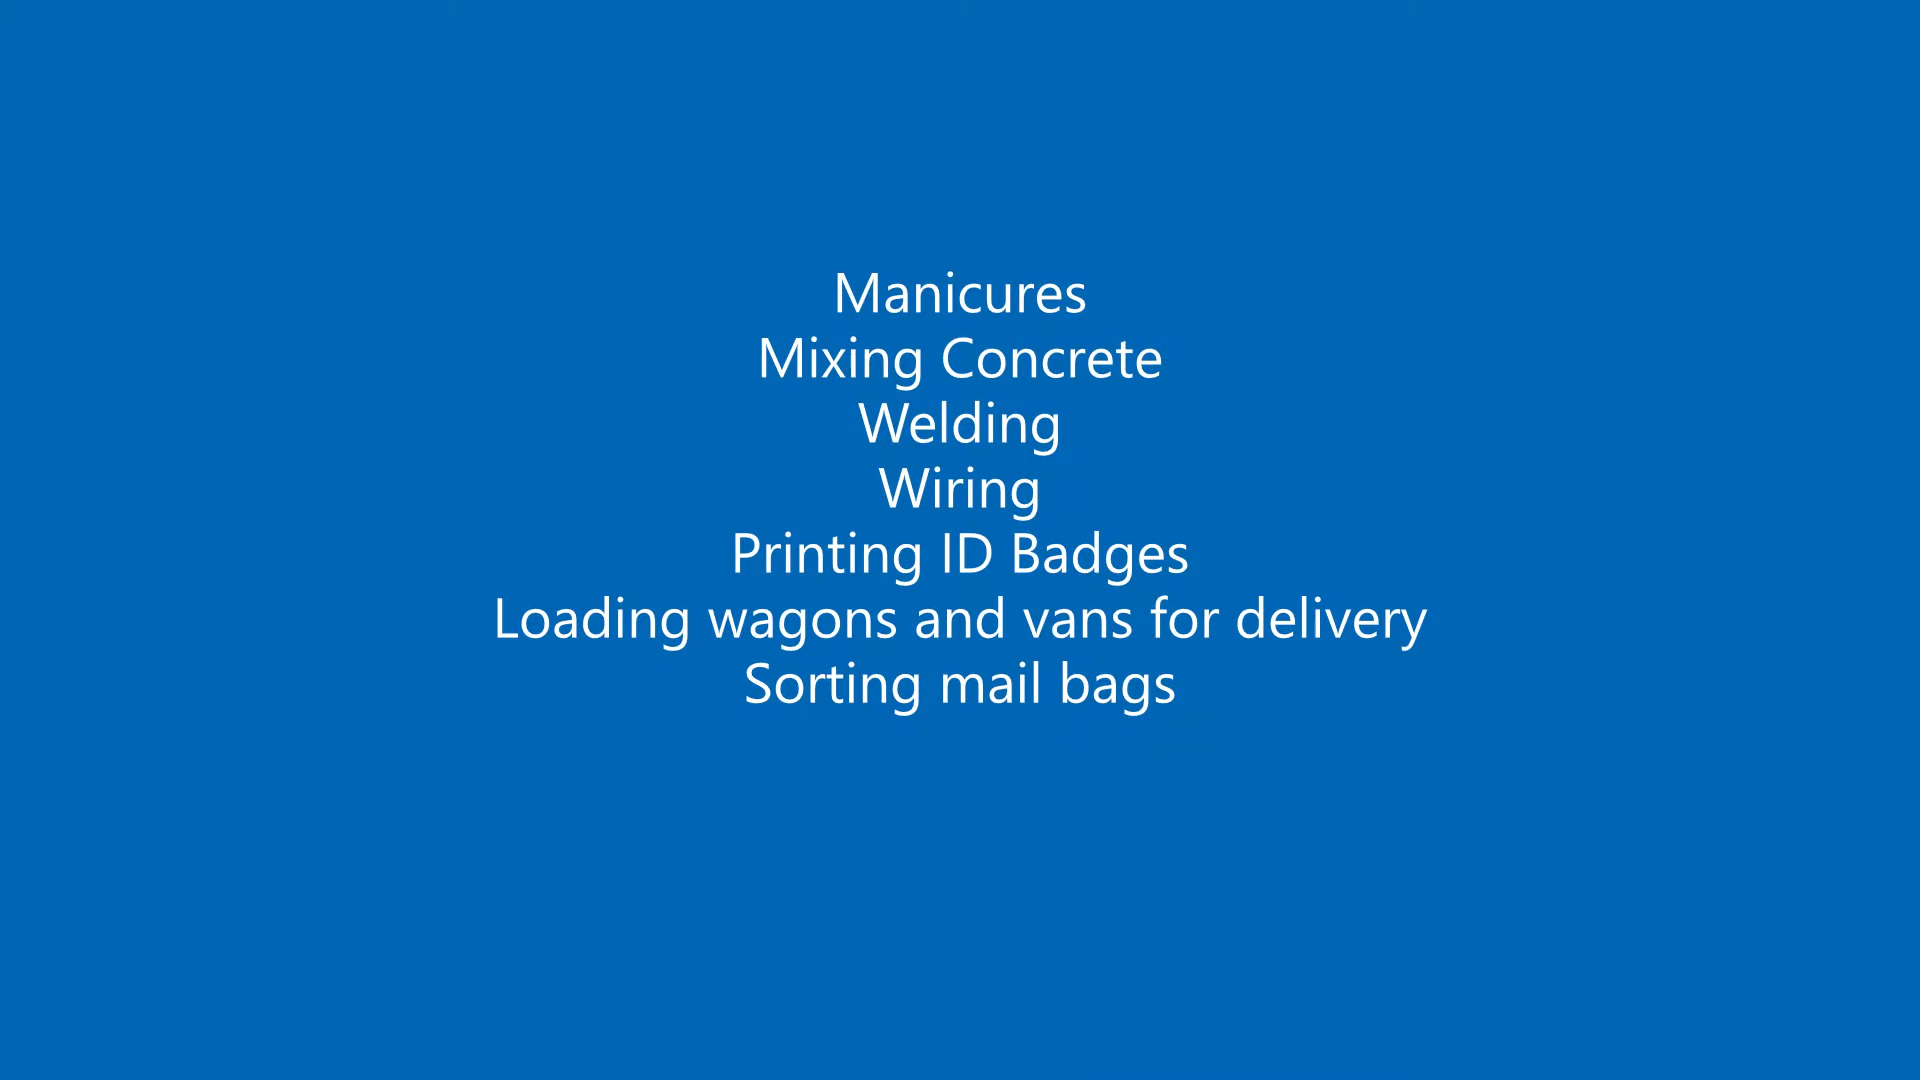 Manicures
Mixing Concrete
Welding
Wiring
Printing ID Badges
Loading wagons and vans for delivery
Sorting mail bags